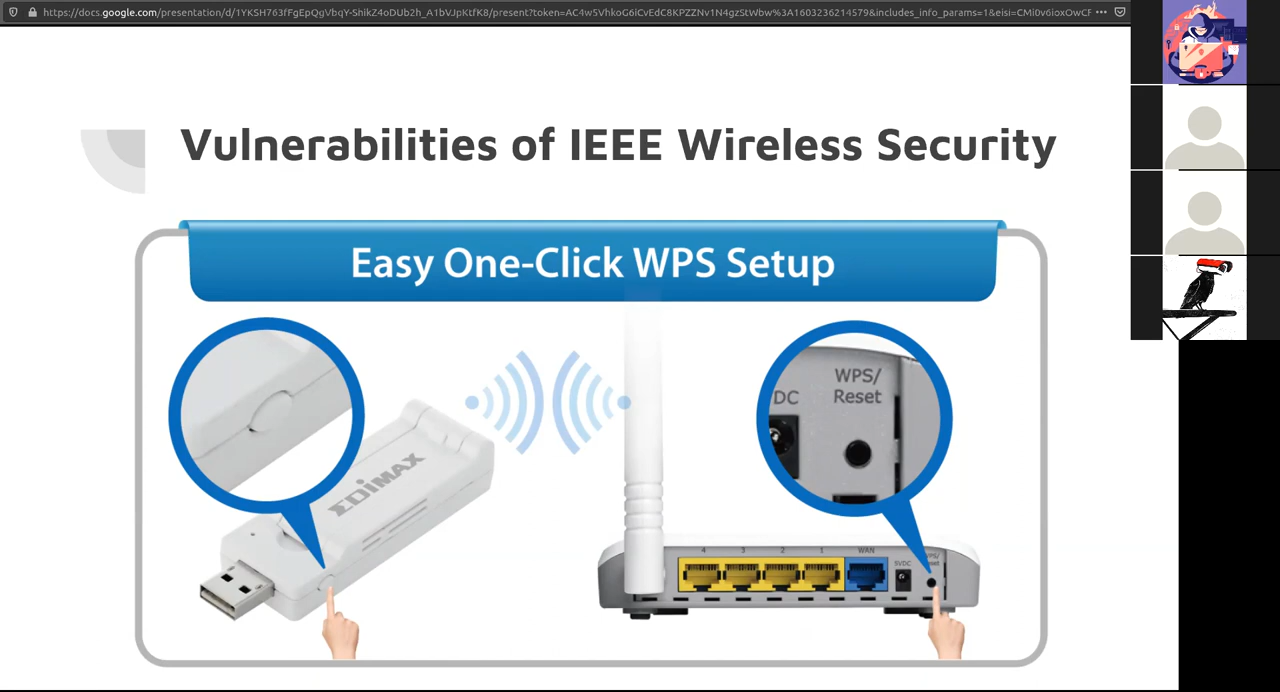 https://docs.google.com/presentation/d/1YKSH763fFgEpQgVbqY-ShikZ4oDUb2h_A1bVJpKtfK8/present?token=AC4w5VhkoG6iCvEdC8KPZZNv1N4gzStWbw%3A1603236214579&includes_info_params=1&eisi=CMi0v6ioxOwCF
Vulnerabilities of IEEE Wireless Security
Easy One-Click WPS Setup
WPS/
DC Reset
EDIMAX
4 3 2 1 WAN
5VDC